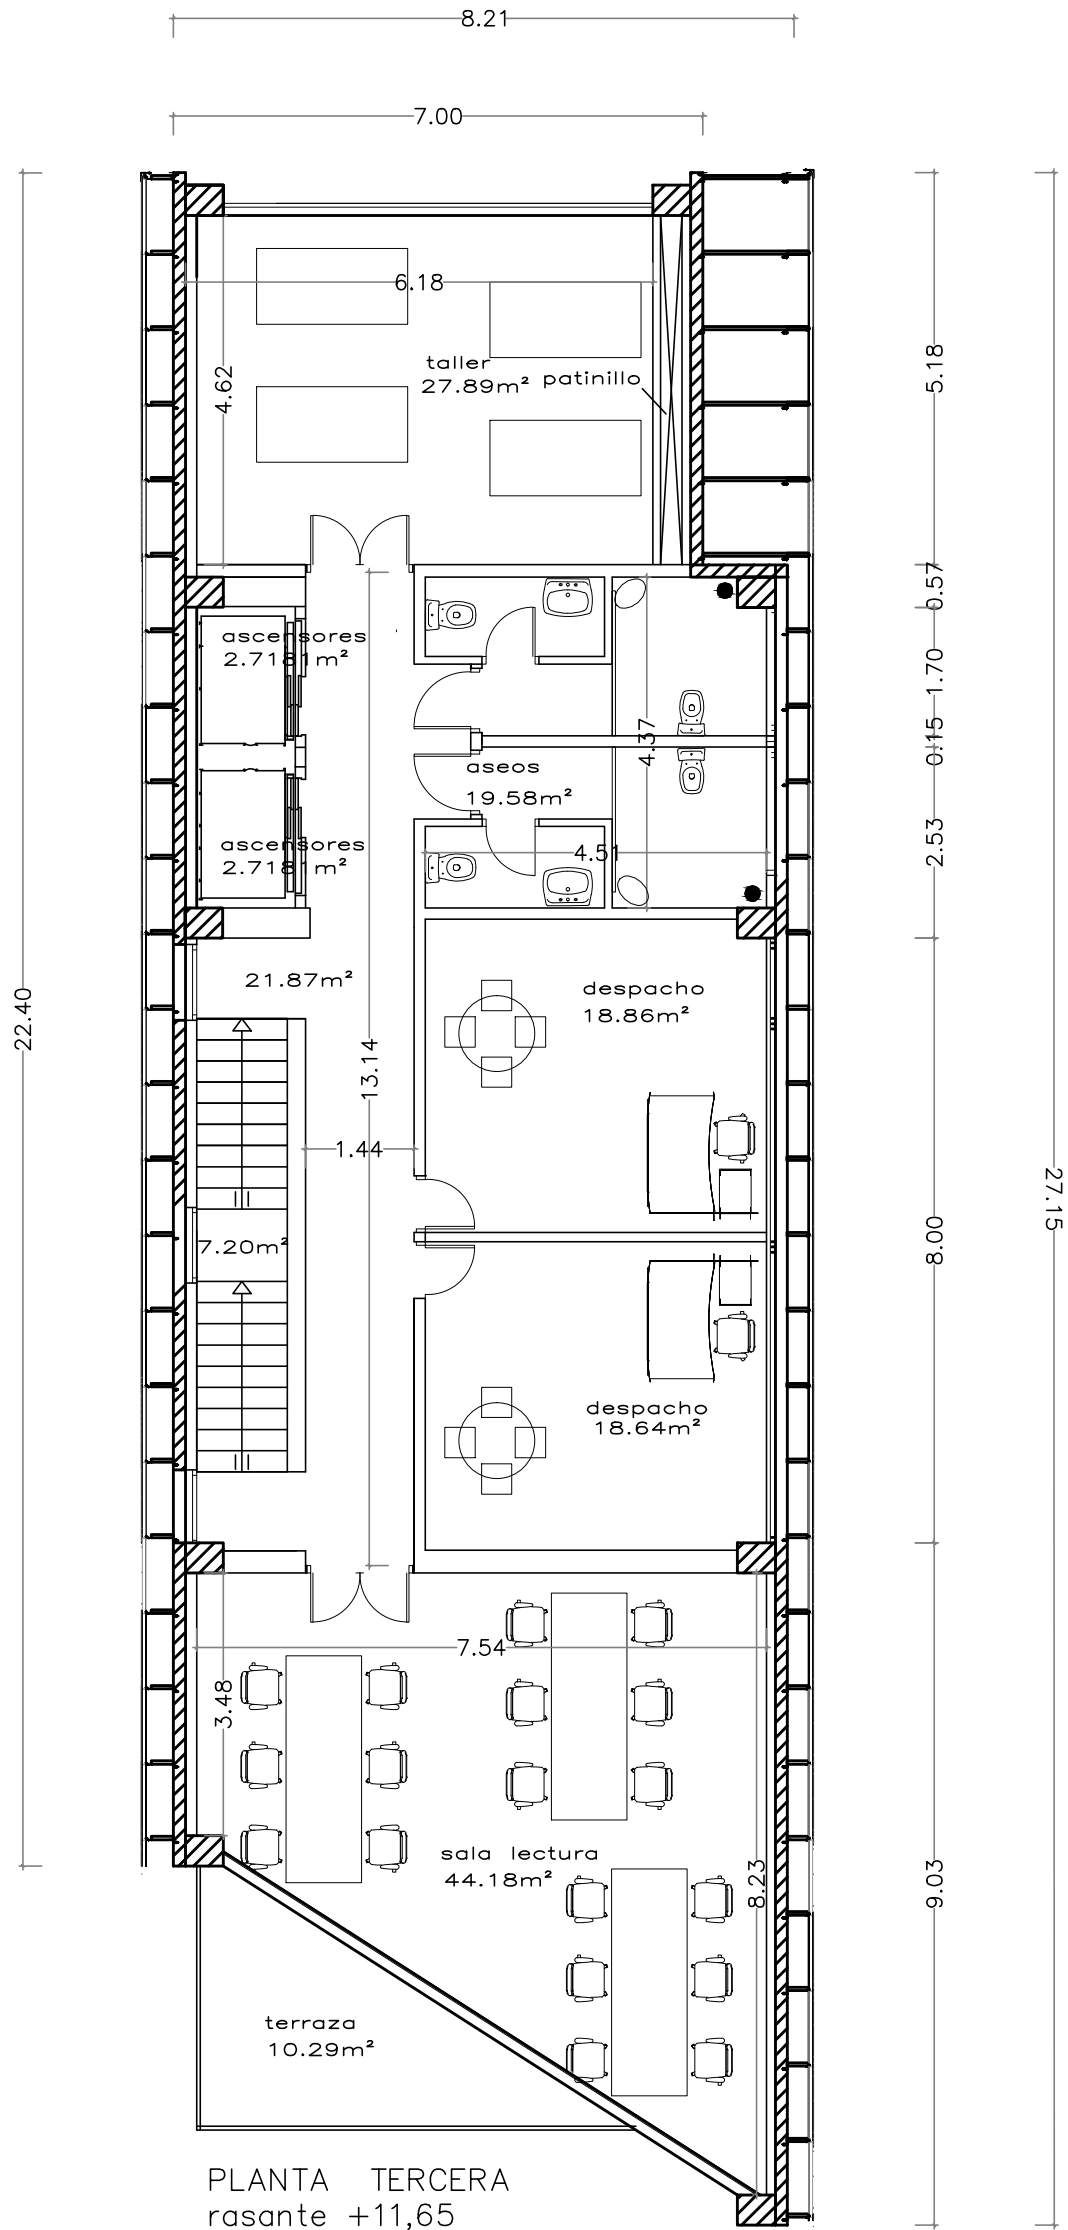 8.21
7.00
6.18
taller
27.89m² patinillo
4.62
5.18
0.57
ascensores
2.7181m²
1.70
0.15
4.37
aseos
19.58m²
ascensores
2.7181m²
4.51
2.53
21.87m²
despacho
18.86m²
22.40
13.14
1.44
27.15
7.20m²
8.00
despacho
18.64m²
7.54
3.48
sala lectura
44.18m²
8.23
9.03
terraza
10.29m²
PLANTA TERCERA
rasante +11,65